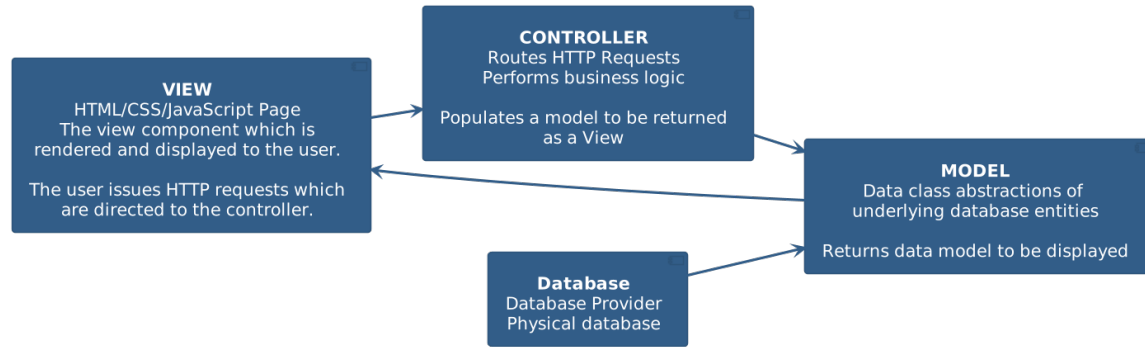 VIEW
HTML/CSS/JavaScript Page
The view component which is
rendered and displayed to the user.
The user issues HTTP requests which
are directed to the controller.
CONTROLLER
Routes HTTP Requests
Performs business logic
Populates a model to be returned
as a View
MODEL
Data class abstractions of
underlying database entities
Returns data model to be displayed
Database
Database Provider
Physical database